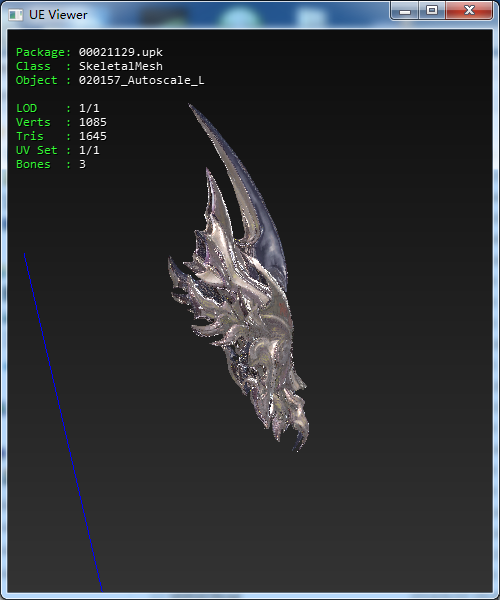 UE Viewer
Package: 00021129.upk
Class : SkeletalMesh
Object : 020157_Autoscale_L
LOD : 1/1
Verts : 1085
Tris : 1645
UV Set : 1/1
Bones : 3